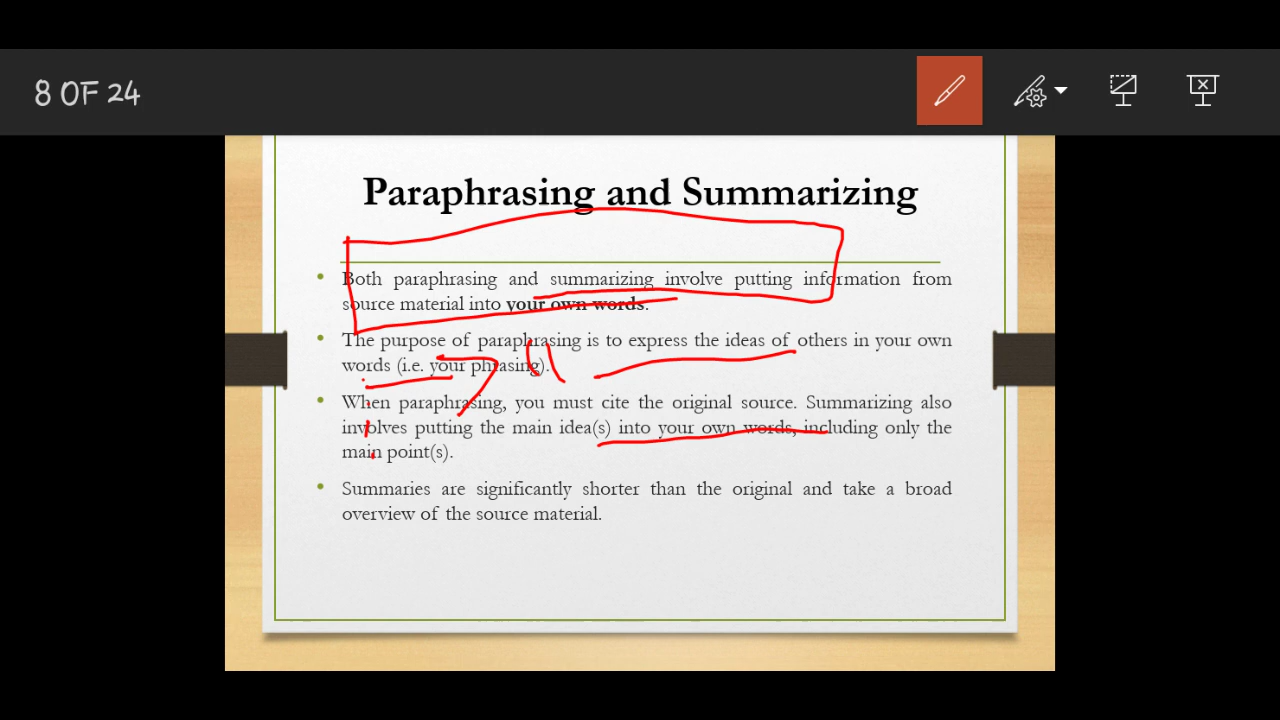 8 OF 24
Paraphrasing and Summarizing
• Both paraphrasing and summarizing involve putting information from
source material into your own words.
• The purpose of paraphrasing is to express the ideas of others in your own
words (i.e. your phrasing).
• When paraphrasing, you must cite the original source. Summarizing also
involves putting the main idea(s) into your own words, including only the
main point(s).
• Summaries are significantly shorter than the original and take a broad
overview of the source material.